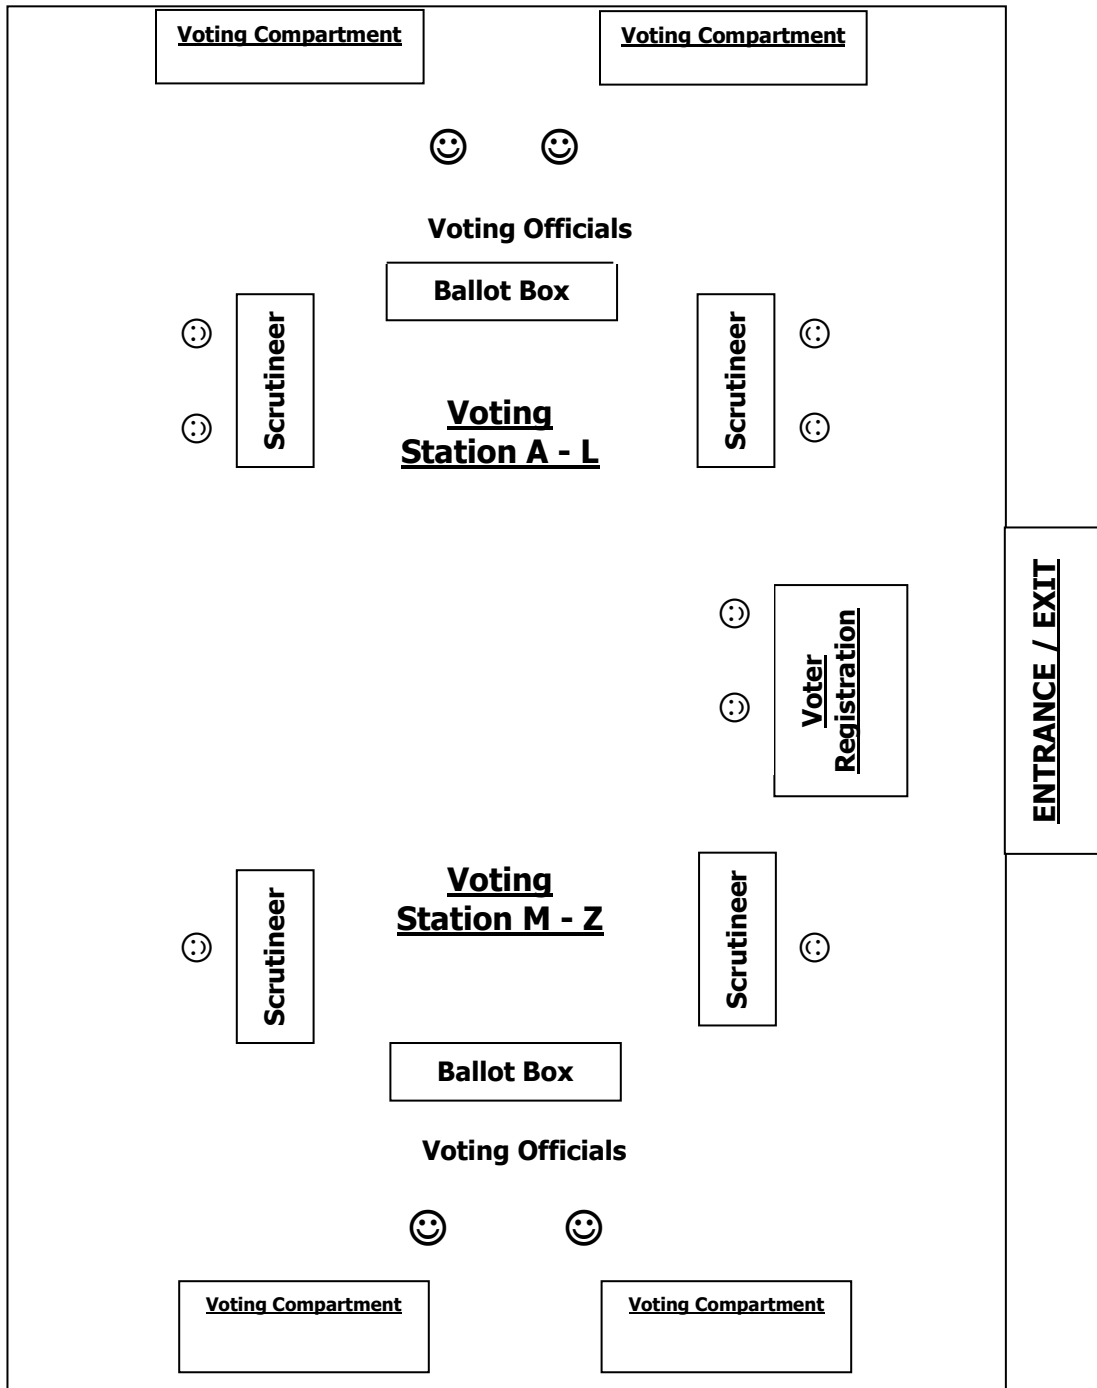 Voting Compartment
Voting Compartment
Voting Officials
Ballot Box
Scrutineer
Scrutineer
Voting
Station A - L
ENTRANCE / EXIT
Voter
Registration
Voting
Station M - Z
Scrutineer
Scrutineer
Ballot Box
Voting Officials
Voting Compartment
Voting Compartment